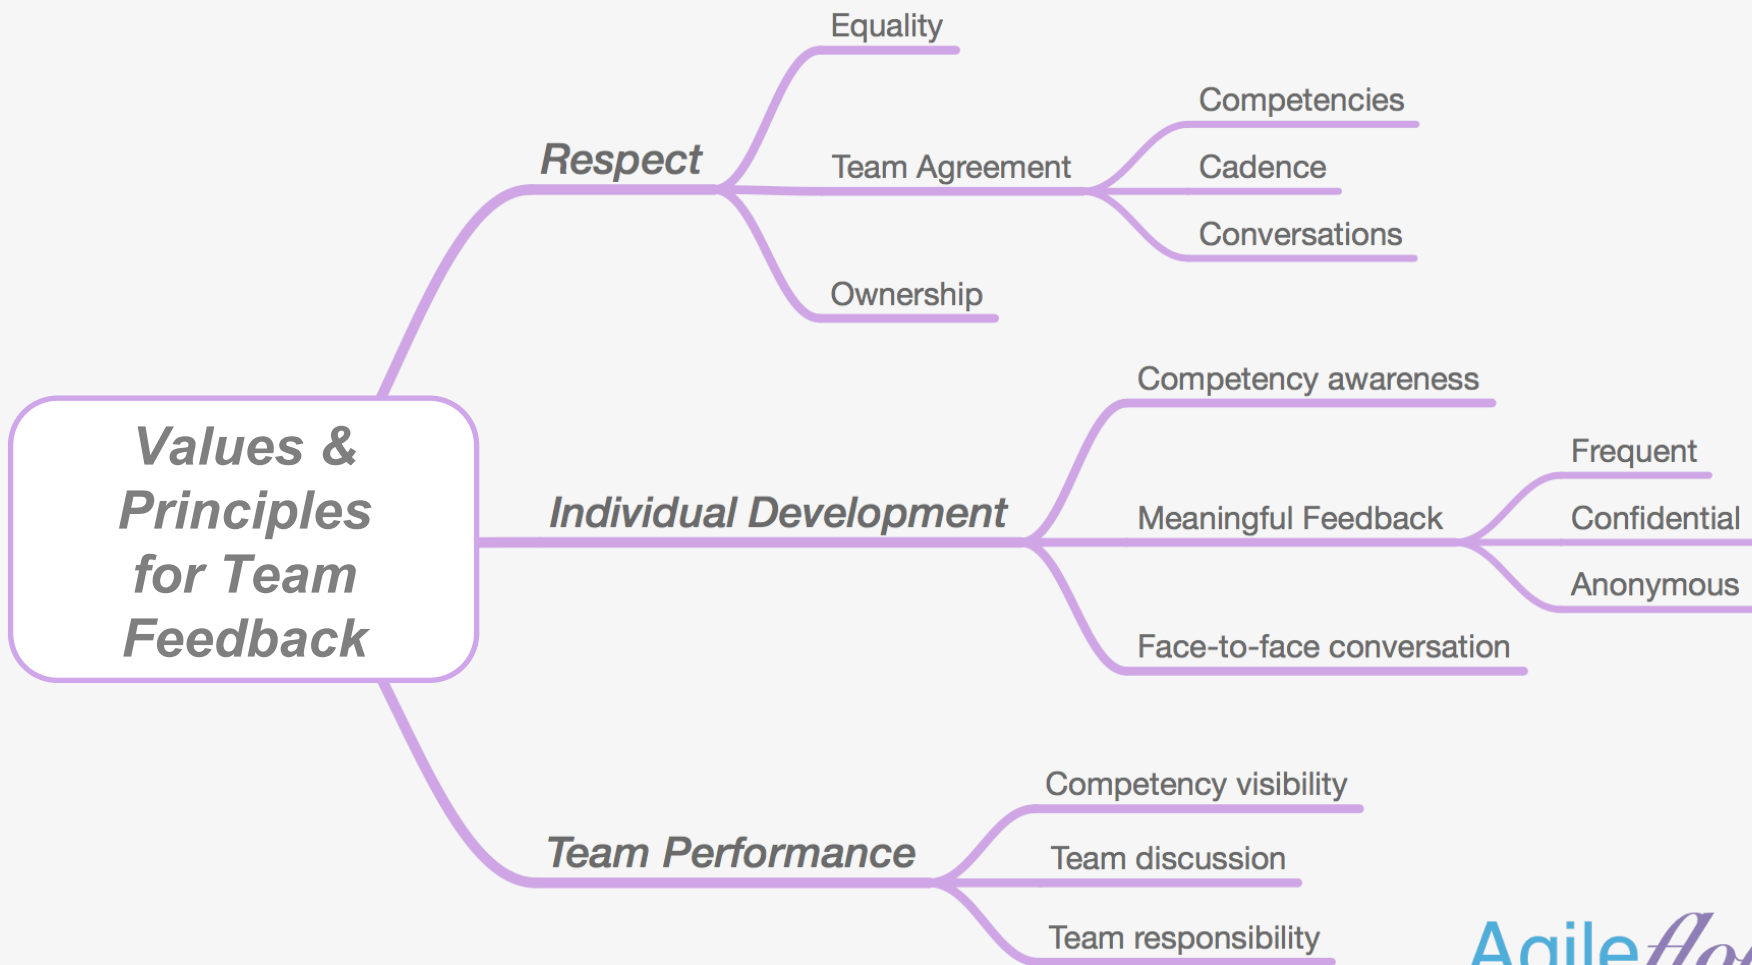 Equality
Competencies
Respect
Team Agreement
Cadence
Conversations
Ownership
Competency awareness
Values &
Principles
for Team
Feedback
Frequent
Individual Development
Meaningful Feedback
Confidential
Anonymous
Face-to-face conversation
Competency visibility
Team Performance
Team discussion
Team responsibility
Agile